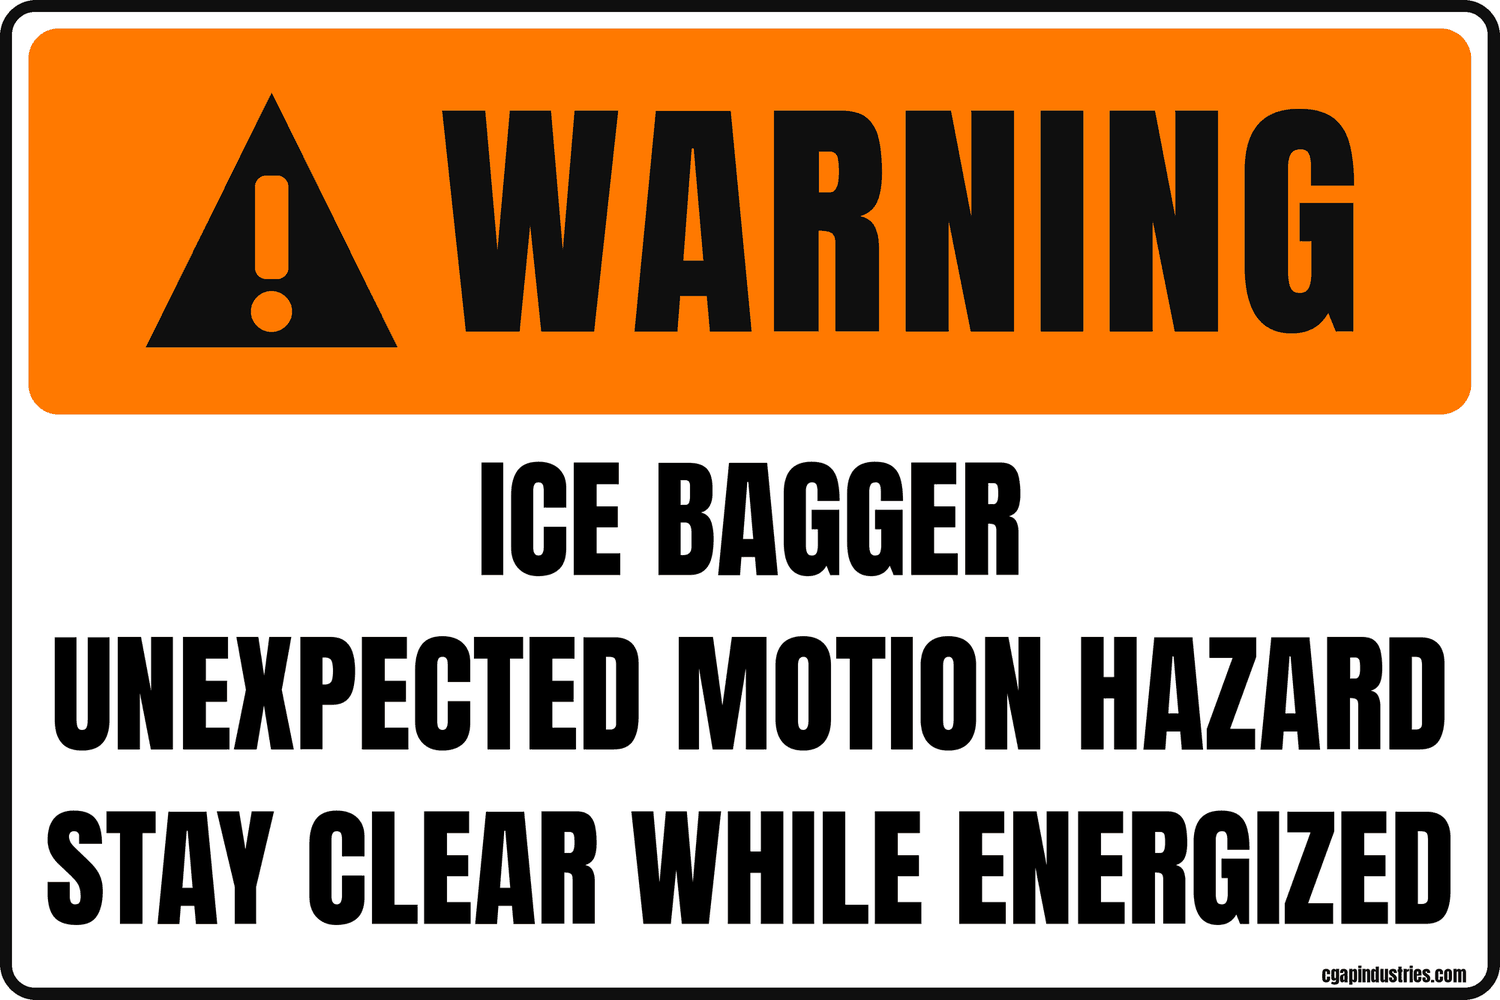 WARNING
ICE BAGGER
UNEXPECTED MOTION HAZARD
STAY CLEAR WHILE ENERGIZED
cgapindustries.com